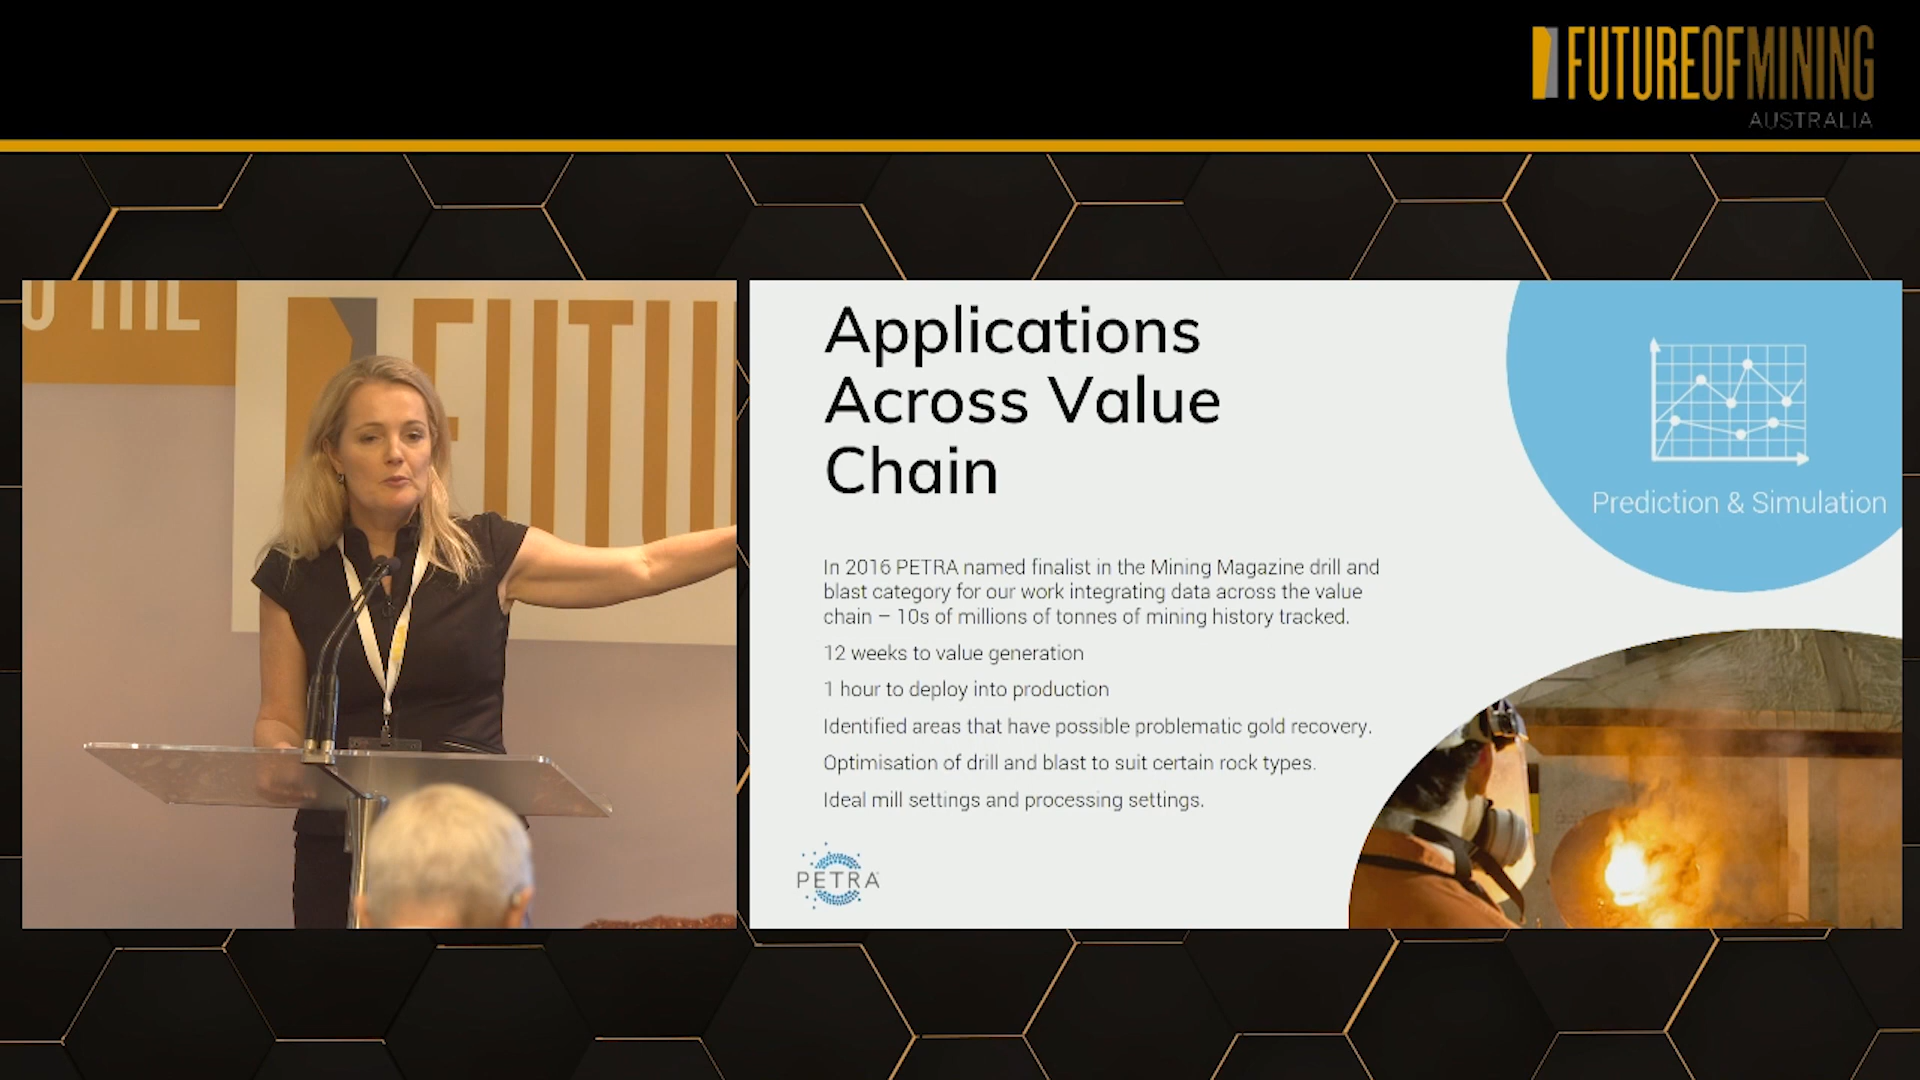 FUTUREOFMINING
AUSTRALIA
THE
FUTU
Applications
Across Value
Chain
Prediction & Simulation
In 2016 PETRA named finalist in the Mining Magazine drill and
blast category for our work integrating data across the value
chain – 10s of millions of tonnes of mining history tracked.
12 weeks to value generation
1 hour to deploy into production
Identified areas that have possible problematic gold recovery.
Optimisation of drill and blast to suit certain rock types.
Ideal mill settings and processing settings.
PETRA